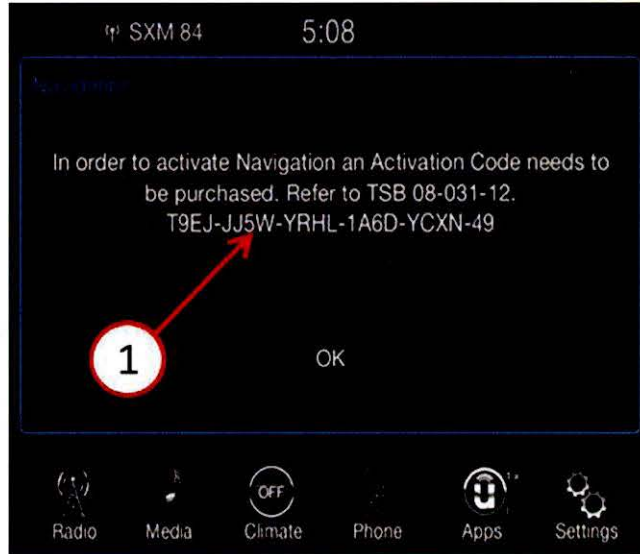 SXM 84 5:08
Navigation
In order to activate Navigation an Activation Code needs to
be purchased. Refer to TSB 08-031-12.
T9EJ-JJ5W-YRHL-1A6D-YCXN-49
1
OK
OFF
Radio Media Climate Phone Apps Settings